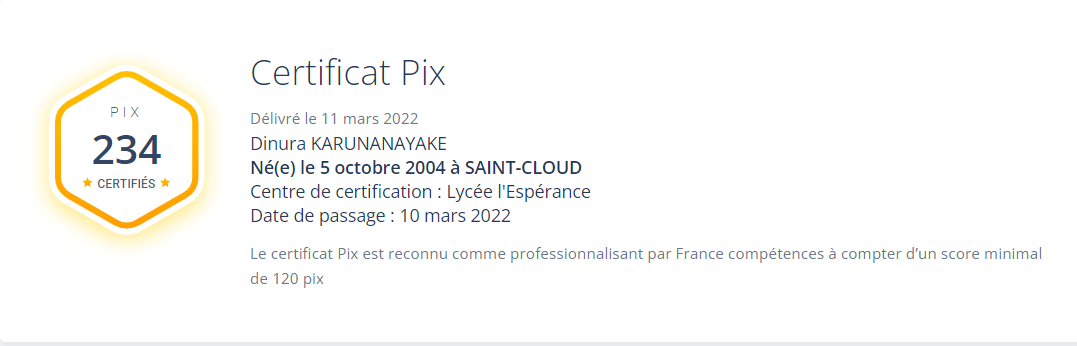 PIX
234
CERTIFIÉS
Certificat Pix
Délivré le 11 mars 2022
Dinura KARUNANAYAKE
Né(e) le 5 octobre 2004 à SAINT-CLOUD
Centre de certification : Lycée l'Espérance
Date de passage : 10 mars 2022
Le certificat Pix est reconnu comme professionnalisant par France compétences à compter d’un score minimal
de 120 pix